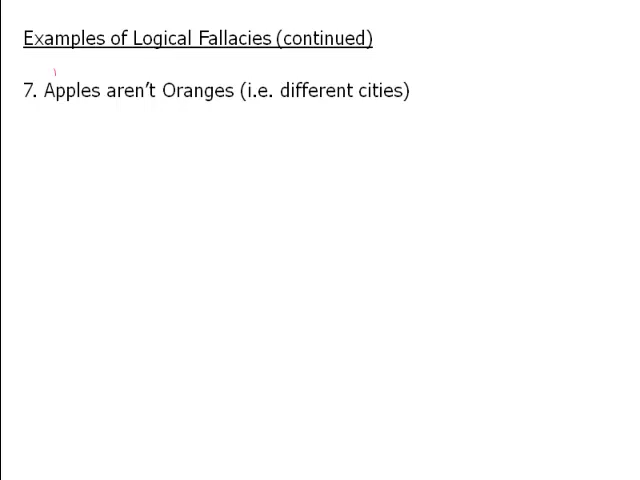 Examples of Logical Fallacies (continued)
7. Apples aren’t Oranges (i.e. different cities)